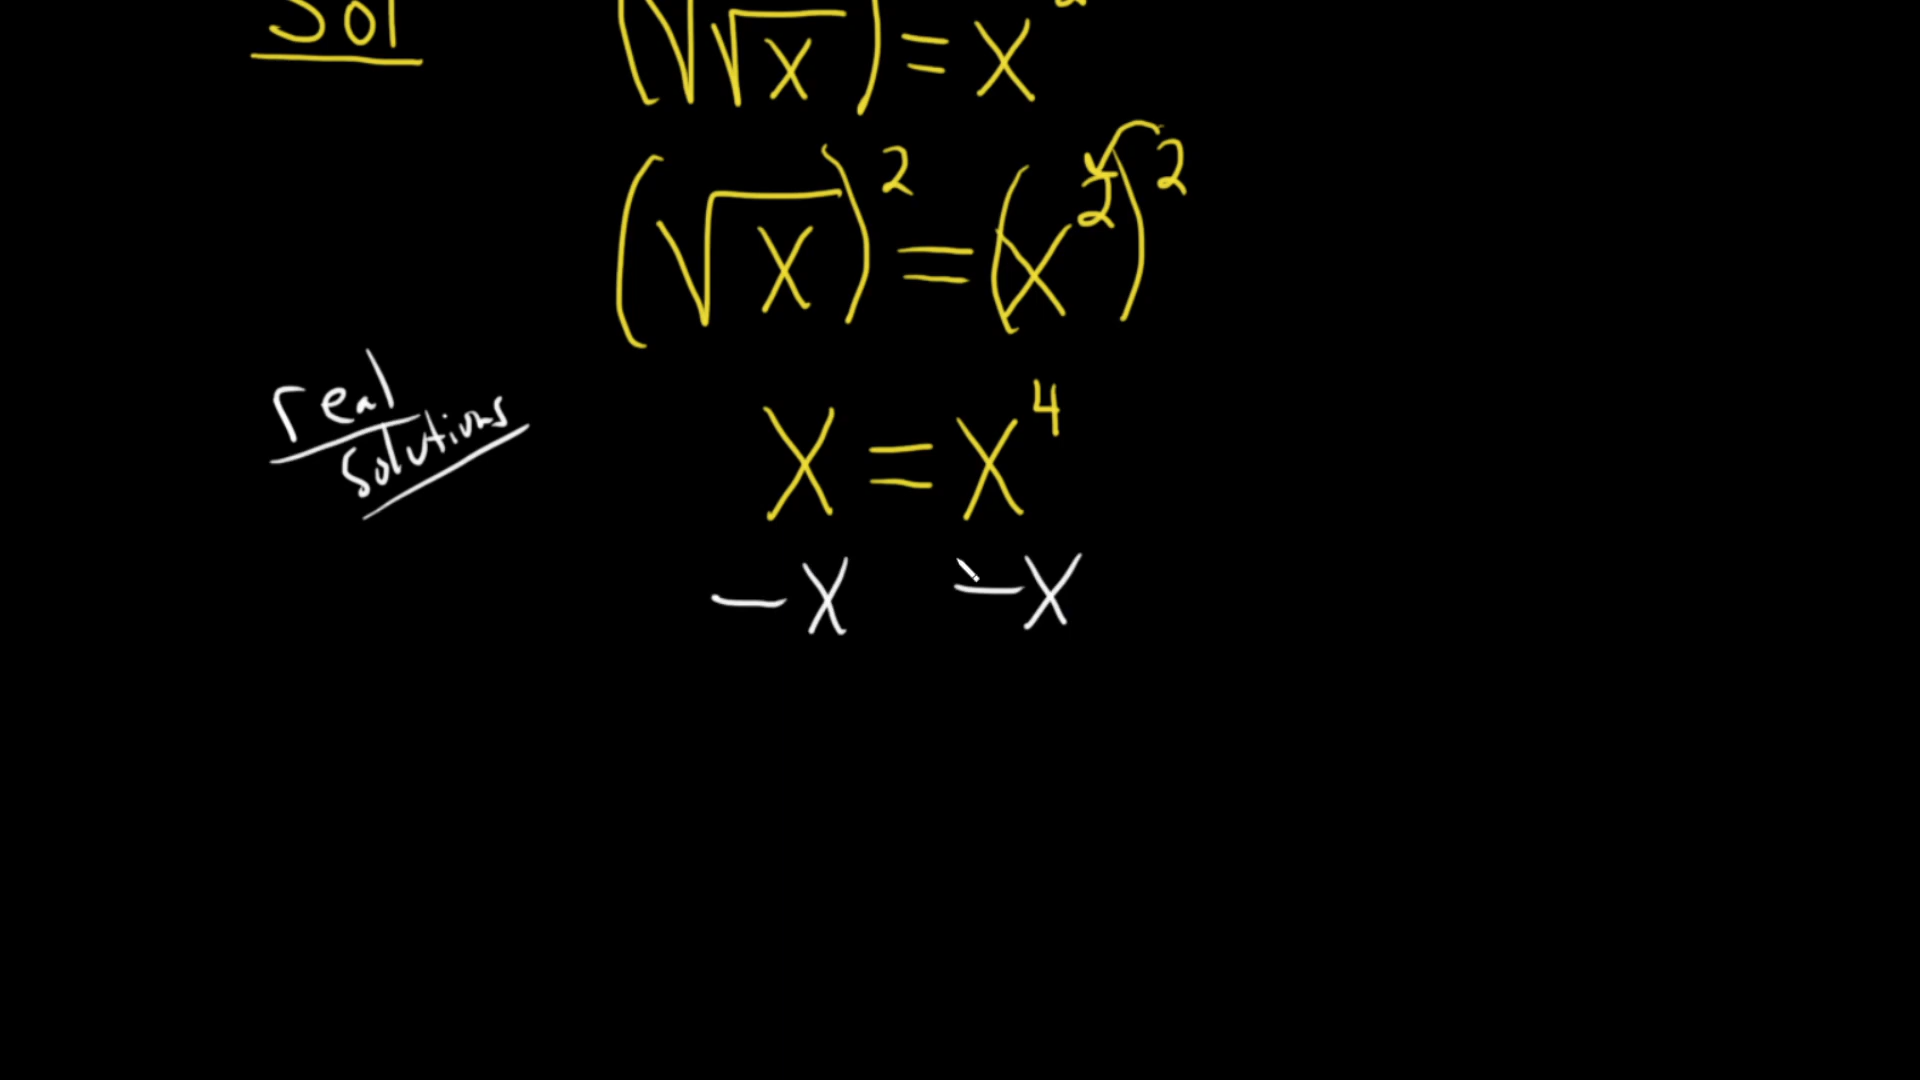 Sol
(√√x) = x²
(√x)² = (x²)²
real
solutions
x = x⁴
−x −x